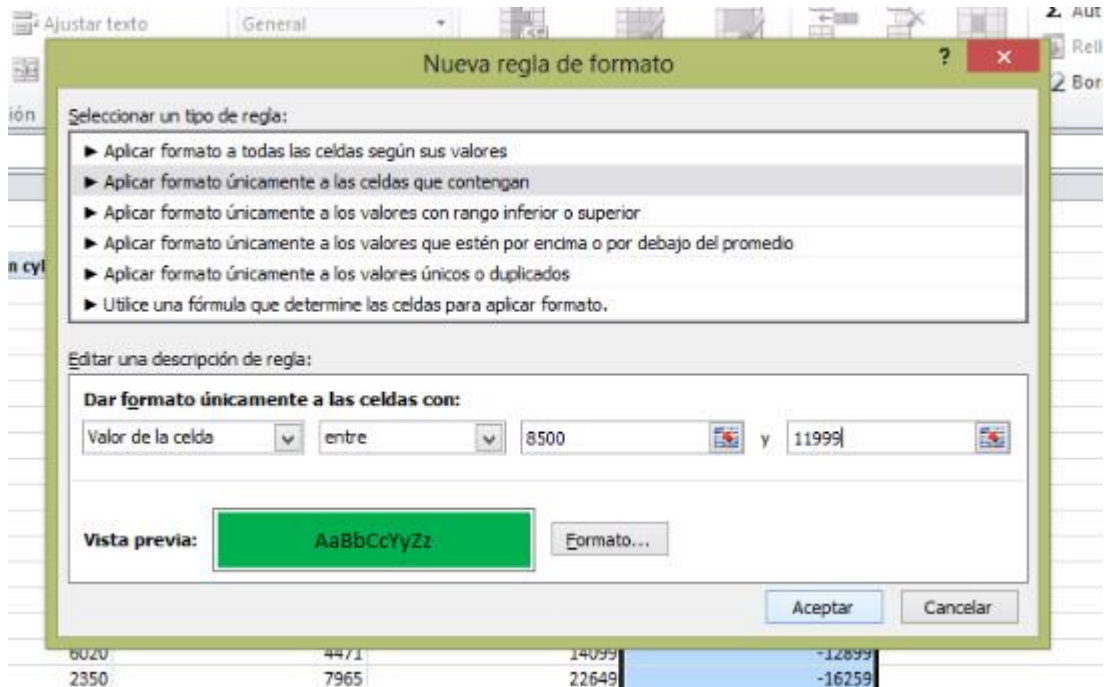 Ajustar texto
General
Σ Aut
Rell
Bor
ión
Nueva regla de formato
?
Seleccionar un tipo de regla:
► Aplicar formato a todas las celdas según sus valores
► Aplicar formato únicamente a las celdas que contengan
► Aplicar formato únicamente a los valores con rango inferior o superior
► Aplicar formato únicamente a los valores que estén por encima o por debajo del promedio
► Aplicar formato únicamente a los valores únicos o duplicados
► Utilice una fórmula que determine las celdas para aplicar formato.
n cyl
Editar una descripción de regla:
Dar formato únicamente a las celdas con:
Valor de la celda entre 8500 y 11999
Vista previa: AaBbCcYyZz Formato...
Aceptar Cancelar
6020 4471 14099 -12899
2350 7965 22649 -16259